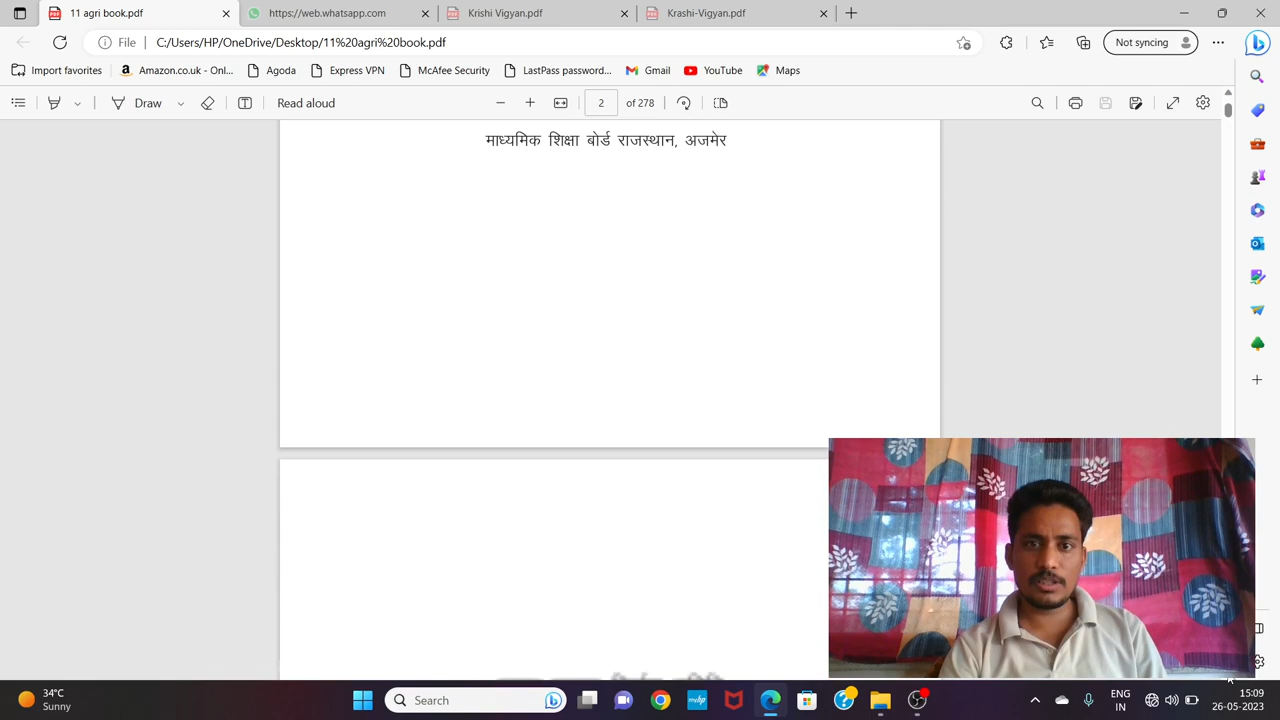 11 agri book.pdf
https://web.whatsapp.com
Krishi Vigyan.pdf
Krashi-Vigyan.pdf
File
C:/Users/HP/OneDrive/Desktop/11%20agri%20book.pdf
Not syncing
Import favorites
Amazon.co.uk - Onl...
Agoda
Express VPN
McAfee Security
LastPass password...
Gmail
YouTube
Maps
Draw
Read aloud
2
of 278
माध्यमिक शिक्षा बोर्ड राजस्थान, अजमेर
34°C
Sunny
Search
ENG
IN
15:09
26-05-2023